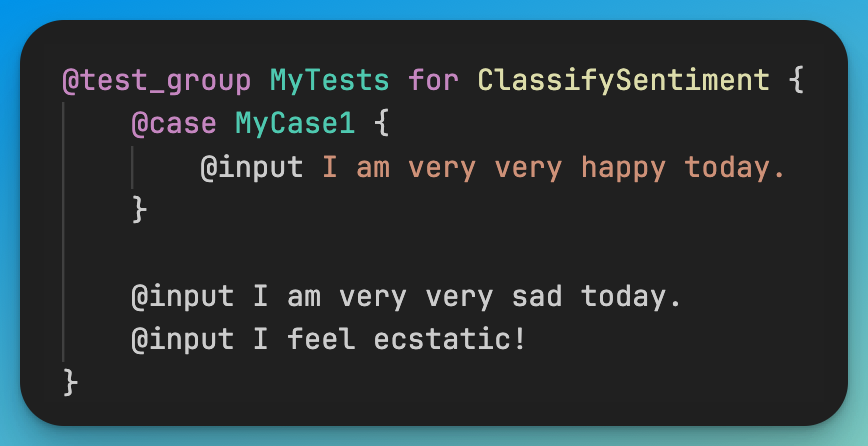 @test_group MyTests for ClassifySentiment {
    @case MyCase1 {
        @input I am very very happy today.
    }

    @input I am very very sad today.
    @input I feel ecstatic!
}